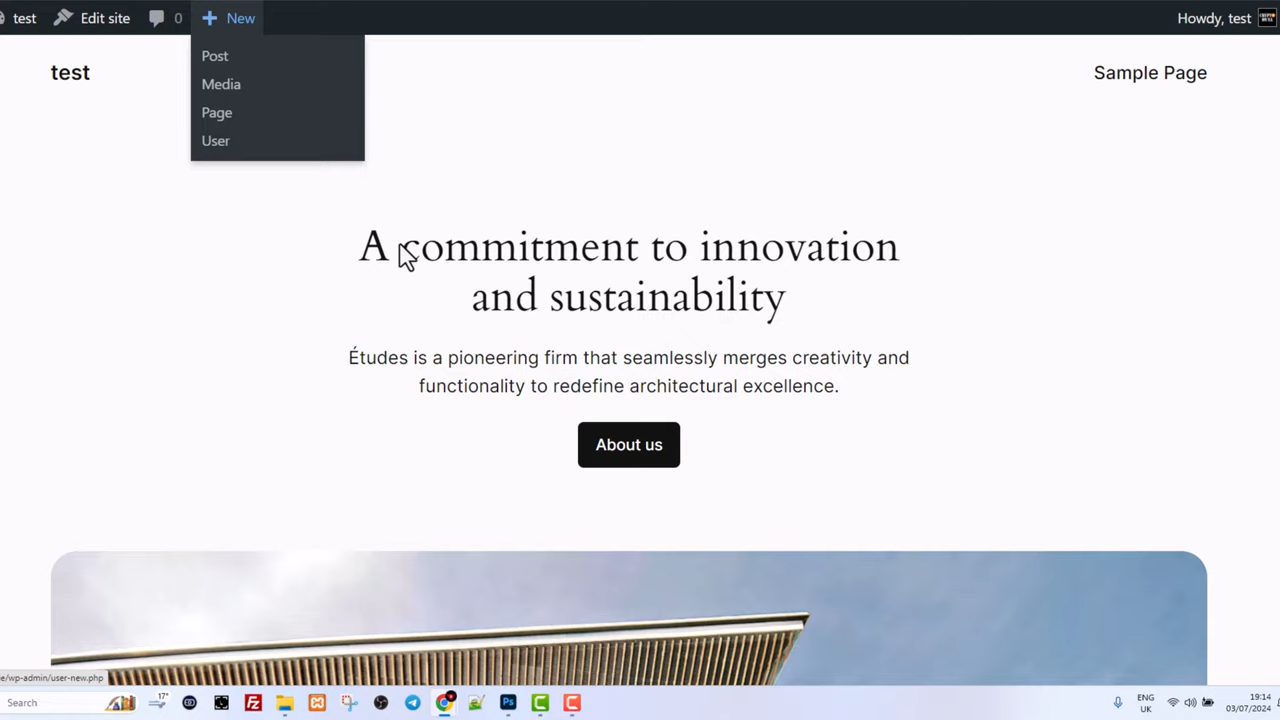 test
Edit site
0
New
Howdy, test
Post
Media
Page
User
test
Sample Page
A commitment to innovation
and sustainability
Études is a pioneering firm that seamlessly merges creativity and
functionality to redefine architectural excellence.
About us
e/wp-admin/user-new.php
Search
17°
ENG
UK
19:14
03/07/2024